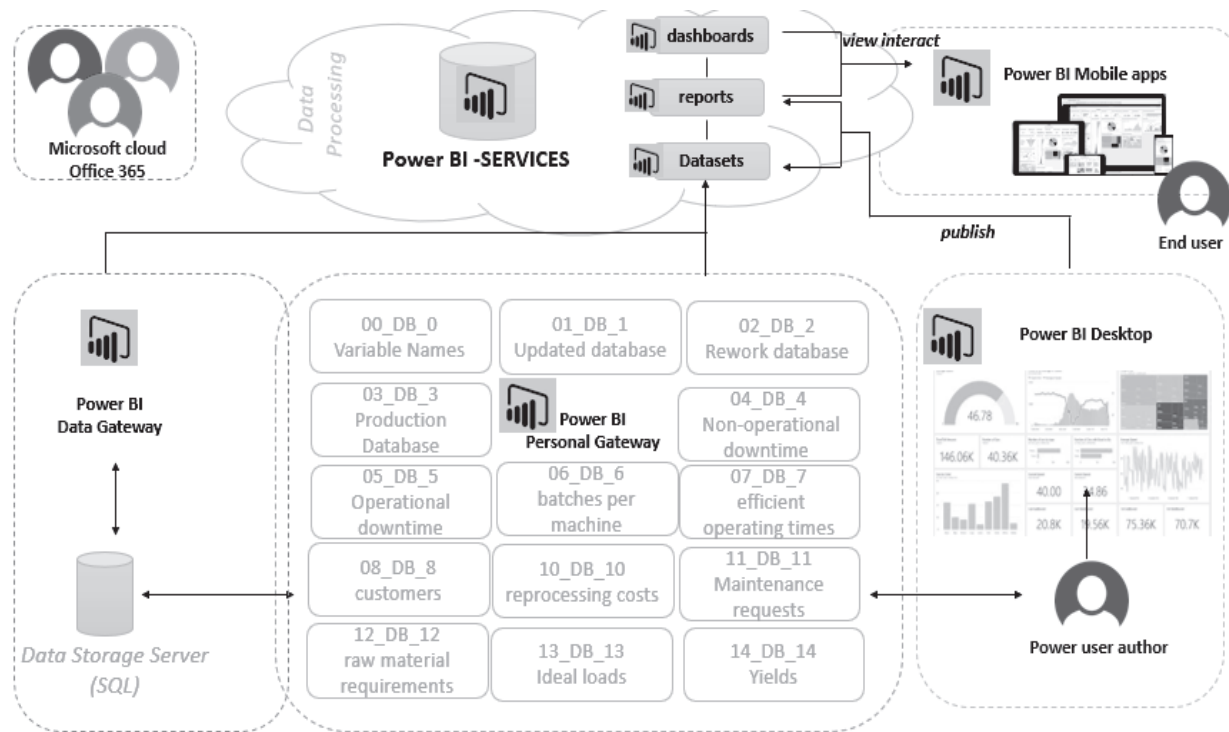 Microsoft cloud
Office 365
Data
Processing
Power BI -SERVICES
dashboards
reports
Datasets
view interact
Power BI Mobile apps
End user
publish
Power BI
Data Gateway
Data Storage Server
(SQL)
00_DB_0
Variable Names
01_DB_1
Updated database
02_DB_2
Rework database
03_DB_3
Production
Database
Power BI
Personal Gateway
04_DB_4
Non-operational
downtime
05_DB_5
Operational
downtime
06_DB_6
batches per
machine
07_DB_7
efficient
operating times
08_DB_8
customers
10_DB_10
reprocessing costs
11_DB_11
Maintenance
requests
12_DB_12
raw material
requirements
13_DB_13
Ideal loads
14_DB_14
Yields
Power BI Desktop
46.78
146.06K
40.36K
40.00
20.8K
75.36K
70.7K
Power user author